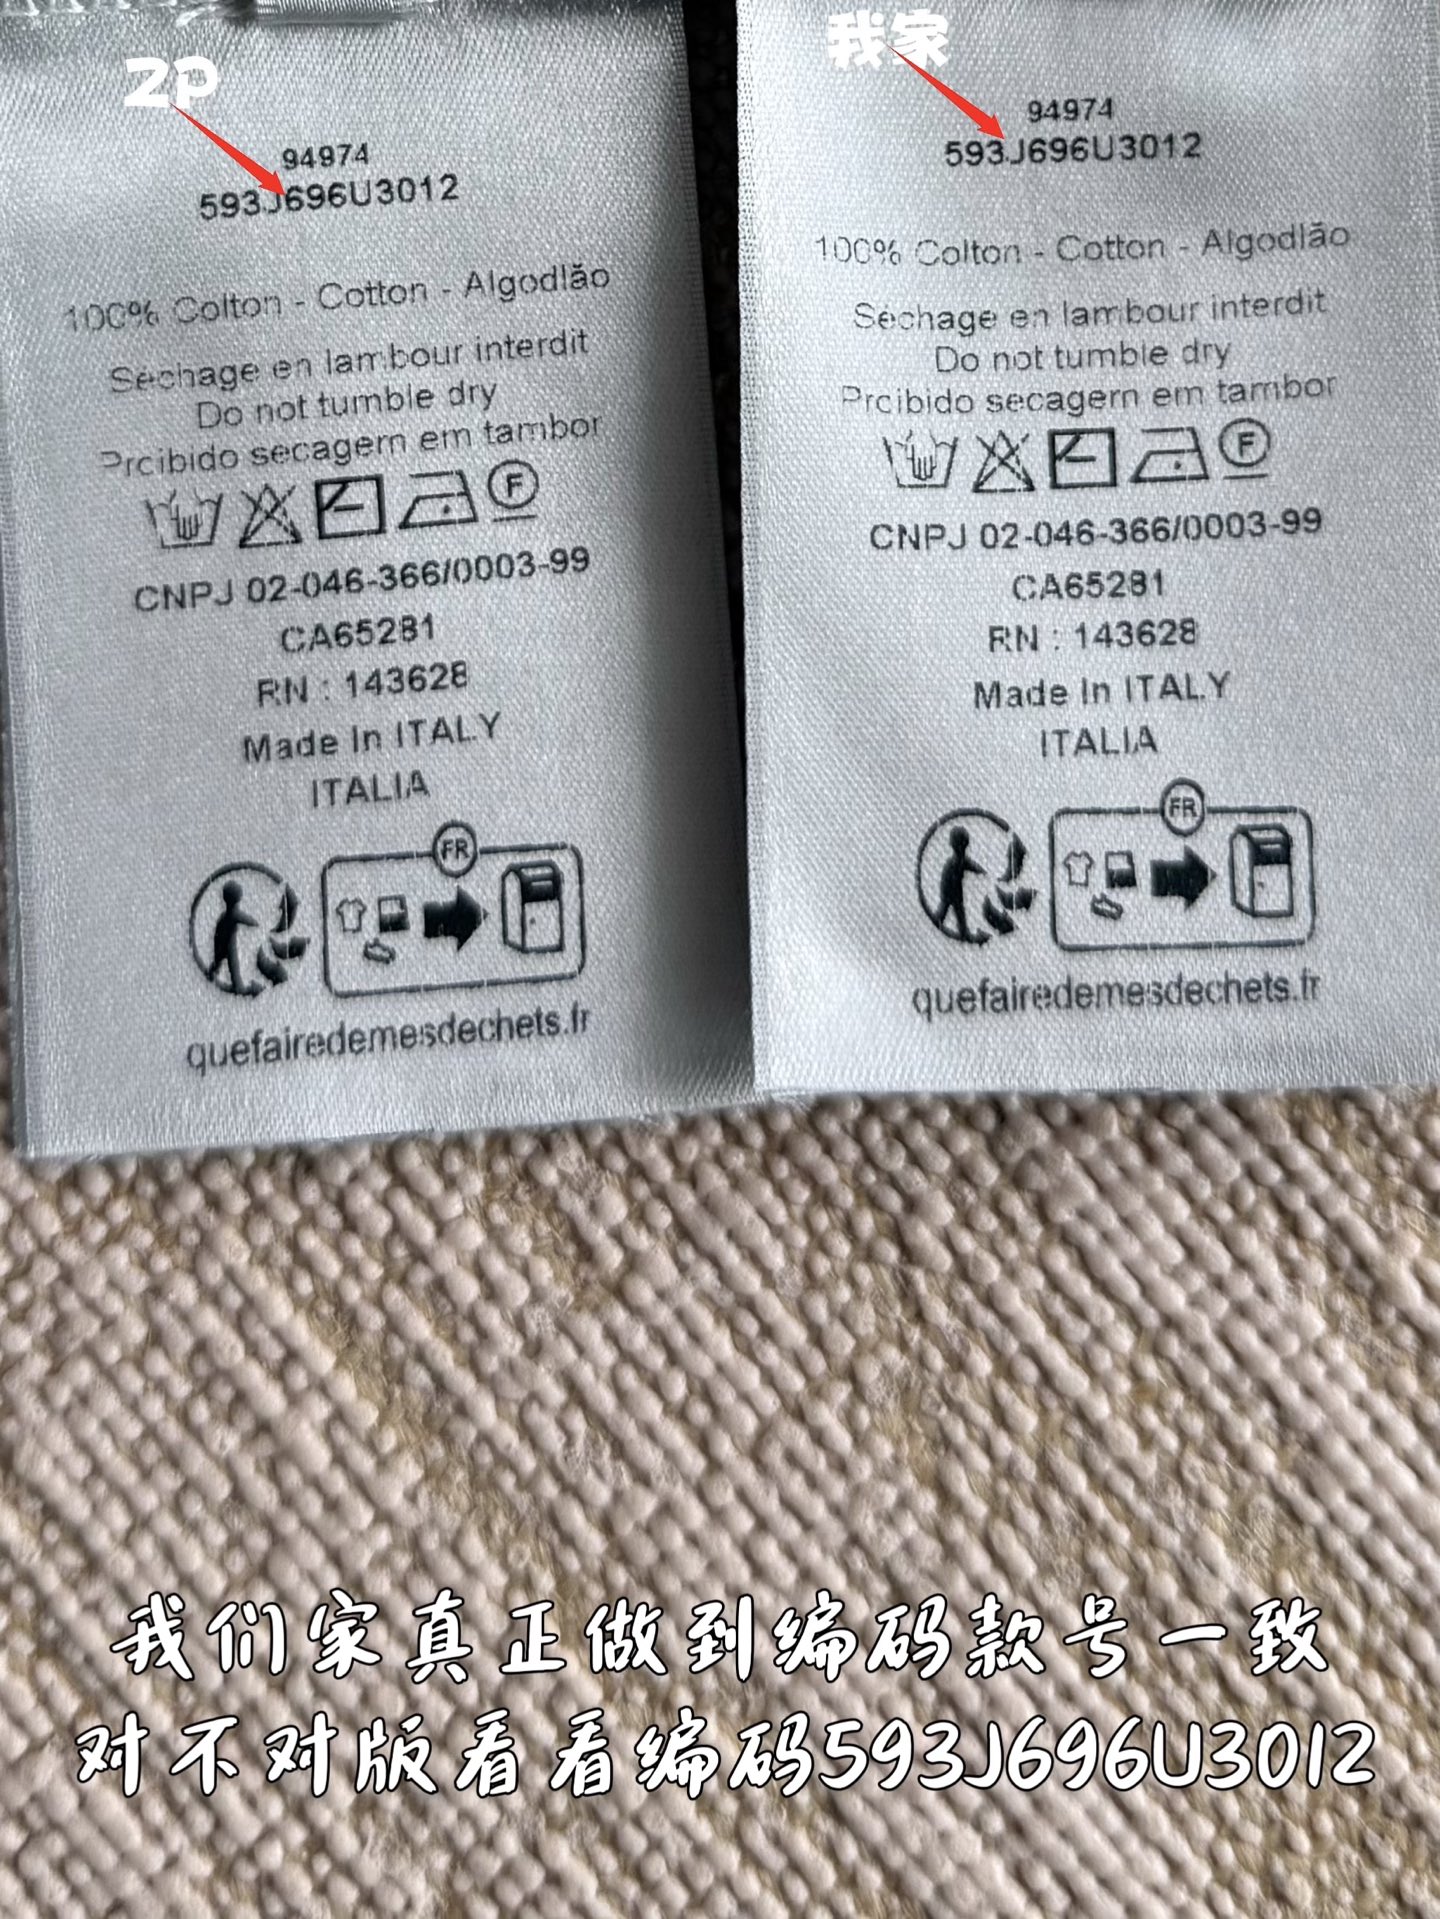 ZP
94974
593J696U3012
100% Colton - Cotton - Algodlão
Séchage en lambour interdit
Do not tumble dry
Prcibido secagern em tambor
F
CNPJ 02-046-366/0003-99
CA65281
RN : 143628
Made In ITALY
ITALIA
FR
quefairedemesdechets.fr
我家
94974
593J696U3012
100% Colton - Cotton - Algodlão
Séchage en lambour interdit
Do not tumble dry
Prcibido secagern em tambor
F
CNPJ 02-046-366/0003-99
CA65281
RN : 143628
Made In ITALY
ITALIA
FR
quefairedemesdechets.fr
我们家真正做到编码款号一致
对不对版看看编码593J696U3012